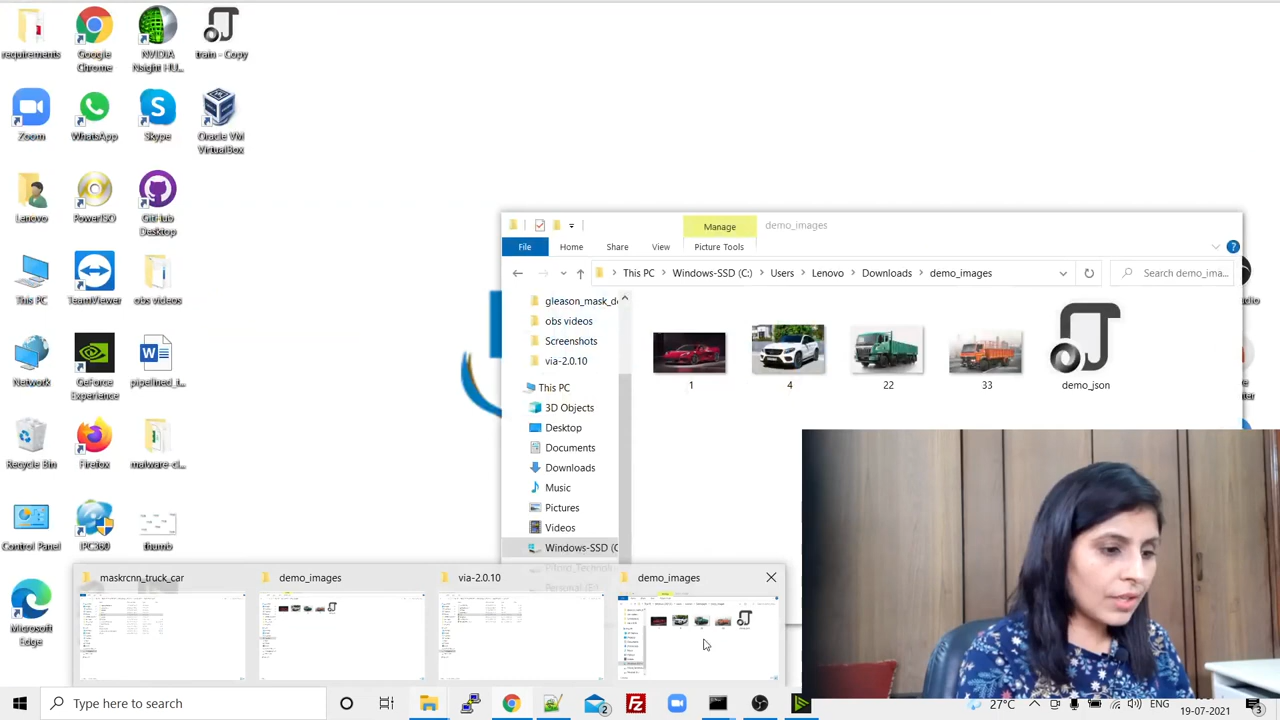 requirements
Google
Chrome
NVIDIA
Nsight HU...
train - Copy
Zoom
WhatsApp
Skype
Oracle VM
VirtualBox
Lenovo
PowerISO
GitHub
Desktop
This PC
TeamViewer
obs videos
Network
GeForce
Experience
pipelined_i...
Recycle Bin
Firefox
malware-cl...
Control Panel
IPC360
thumb
Microsoft
Edge
Manage
demo_images
File
Home
Share
View
Picture Tools
This PC
Windows-SSD (C:)
Users
Lenovo
Downloads
demo_images
Search demo_ima...
gleason_mask_d
obs videos
Screenshots
via-2.0.10
This PC
3D Objects
Desktop
Documents
Downloads
Music
Pictures
Videos
Windows-SSD (C
1
4
22
33
demo_json
maskrcnn_truck_car
demo_images
via-2.0.10
demo_images
Type here to search
2
27°C
ENG
19-07-2021
3